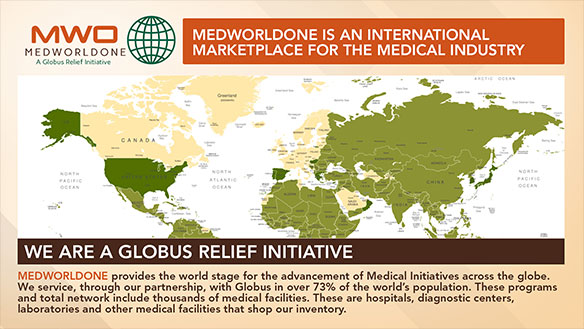 MWO
MEDWORLDONE
A Globus Relief Initiative
MEDWORLDONE IS AN INTERNATIONAL
MARKETPLACE FOR THE MEDICAL INDUSTRY
Greenland
CANADA
UNITED STATES
NORTH
PACIFIC
OCEAN
NORTH
ATLANTIC
OCEAN
ARCTIC OCEAN
RUSSIA
CHINA
INDIA
NORTH
PACIFIC
OCEAN
WE ARE A GLOBUS RELIEF INITIATIVE
MEDWORLDONE provides the world stage for the advancement of Medical Initiatives across the globe.
We service, through our partnership, with Globus in over 73% of the world's population. These programs
and total network include thousands of medical facilities. These are hospitals, diagnostic centers,
laboratories and other medical facilities that shop our inventory.